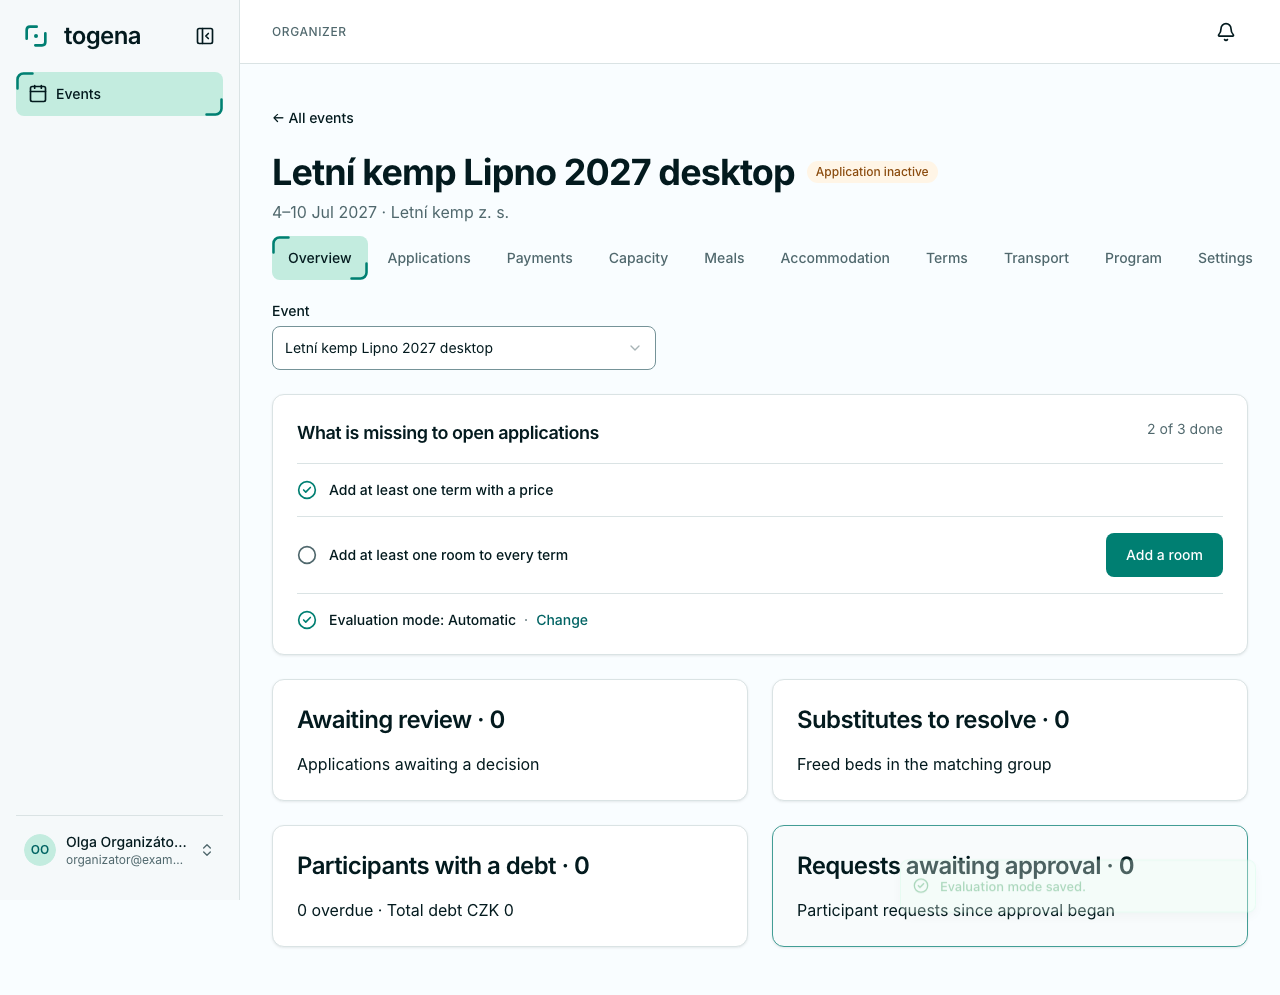 togena
ORGANIZER
Events
← All events
Letní kemp Lipno 2027 desktop Application inactive
4–10 Jul 2027 · Letní kemp z. s.
Overview Applications Payments Capacity Meals Accommodation Terms Transport Program Settings
Event
Letní kemp Lipno 2027 desktop
What is missing to open applications 2 of 3 done
Add at least one term with a price
Add at least one room to every term Add a room
Evaluation mode: Automatic · Change
Awaiting review · 0
Applications awaiting a decision
Substitutes to resolve · 0
Freed beds in the matching group
Participants with a debt · 0
0 overdue · Total debt CZK 0
Requests awaiting approval · 0
Evaluation mode saved.
Participant requests since approval began
OO
Olga Organizáto...
organizator@exam...